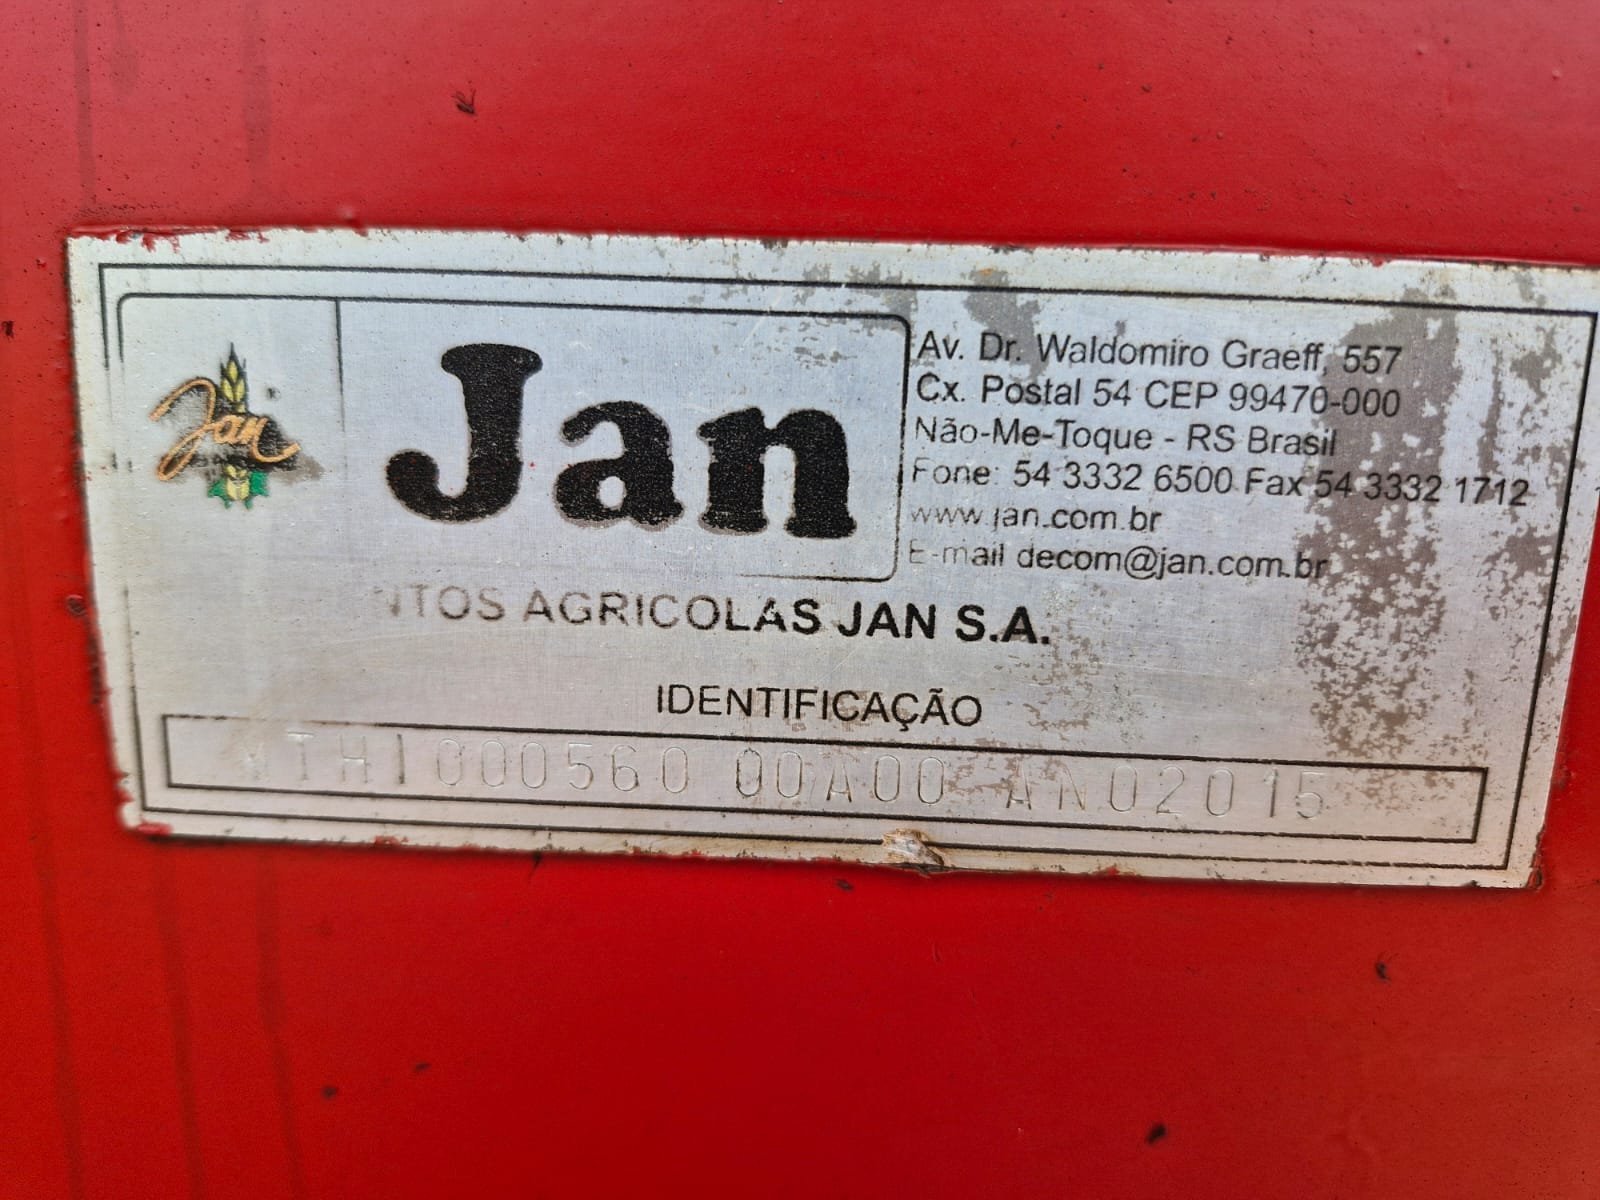 Jan
Jan
Av. Dr. Waldomiro Graeff, 557
Cx. Postal 54 CEP 99470-000
Não-Me-Toque - RS Brasil
Fone: 54 3332 6500 Fax 54 3332 1712
www.jan.com.br
E-mail decom@jan.com.br
NTOS AGRICOLAS JAN S.A.
IDENTIFICAÇÃO
00A00 ANO2015